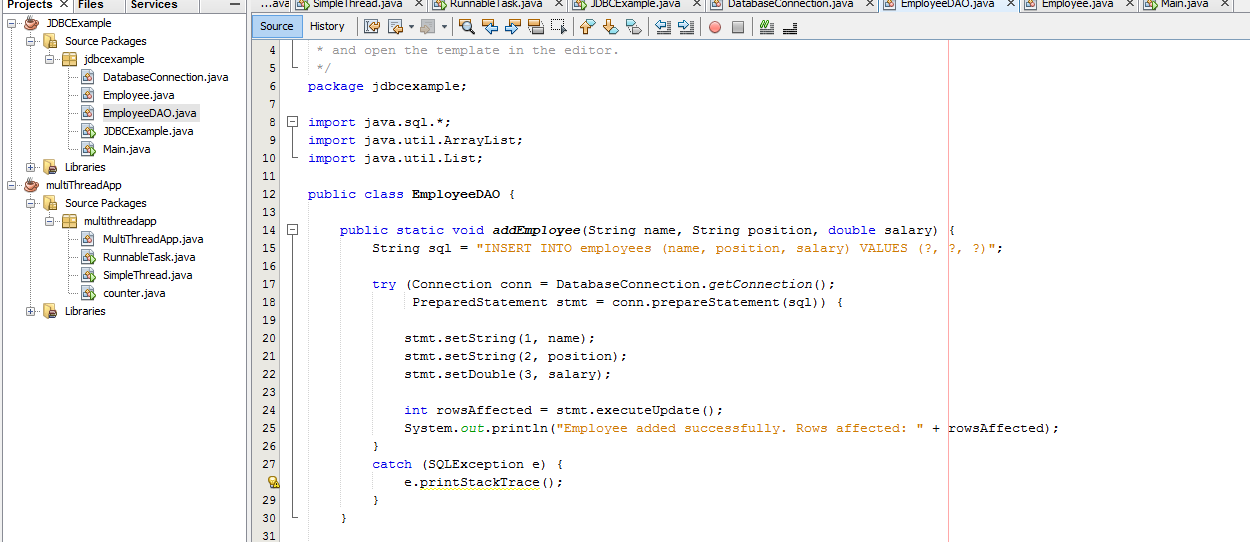 Projects × Files Services
JDBCExample
Source Packages
jdbcexample
DatabaseConnection.java
Employee.java
EmployeeDAO.java
JDBCExample.java
Main.java
Libraries
multiThreadApp
Source Packages
multithreadapp
MultiThreadApp.java
RunnableTask.java
SimpleThread.java
counter.java
Libraries
...ava SimpleThread.java RunnableTask.java JDBCExample.java DatabaseConnection.java EmployeeDAO.java Employee.java Main.java
Source History
4 * and open the template in the editor.
5 */
6 package jdbcexample;
7
8 import java.sql.*;
9 import java.util.ArrayList;
10 import java.util.List;
11
12 public class EmployeeDAO {
13
14 public static void addEmployee(String name, String position, double salary) {
15 String sql = "INSERT INTO employees (name, position, salary) VALUES (?, ?, ?)";
16
17 try (Connection conn = DatabaseConnection.getConnection();
18 PreparedStatement stmt = conn.prepareStatement(sql)) {
19
20 stmt.setString(1, name);
21 stmt.setString(2, position);
22 stmt.setDouble(3, salary);
23
24 int rowsAffected = stmt.executeUpdate();
25 System.out.println("Employee added successfully. Rows affected: " + rowsAffected);
26 }
27 catch (SQLException e) {
e.printStackTrace();
29 }
30 }
31